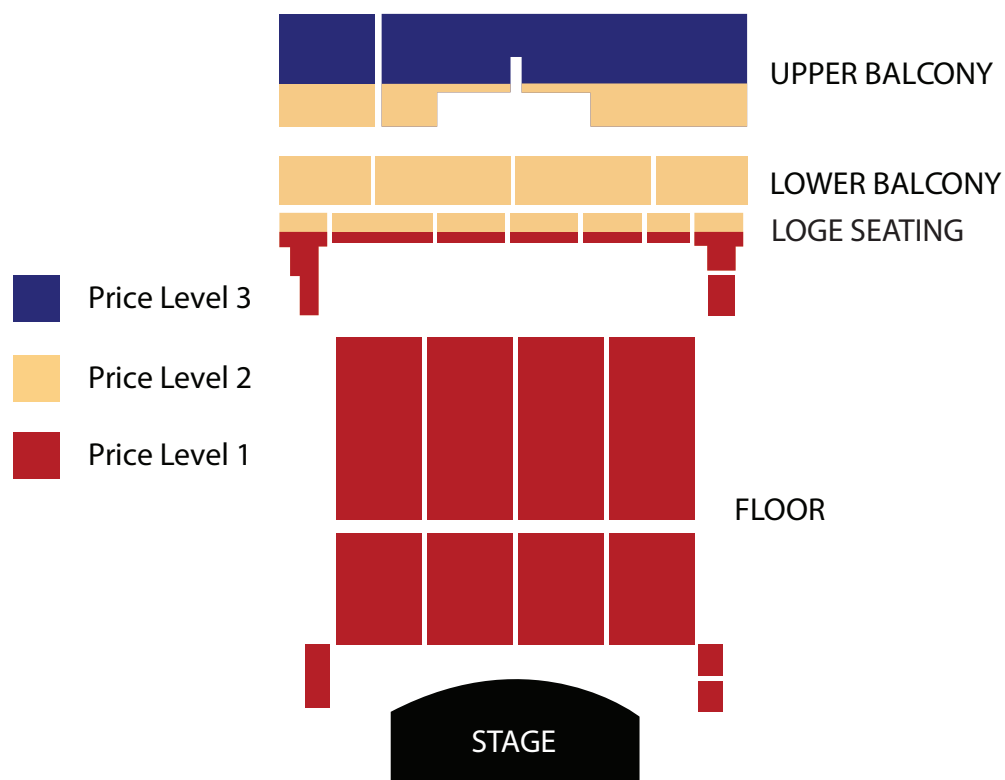 UPPER BALCONY
LOWER BALCONY
LOGE SEATING
Price Level 3
Price Level 2
Price Level 1
FLOOR
STAGE